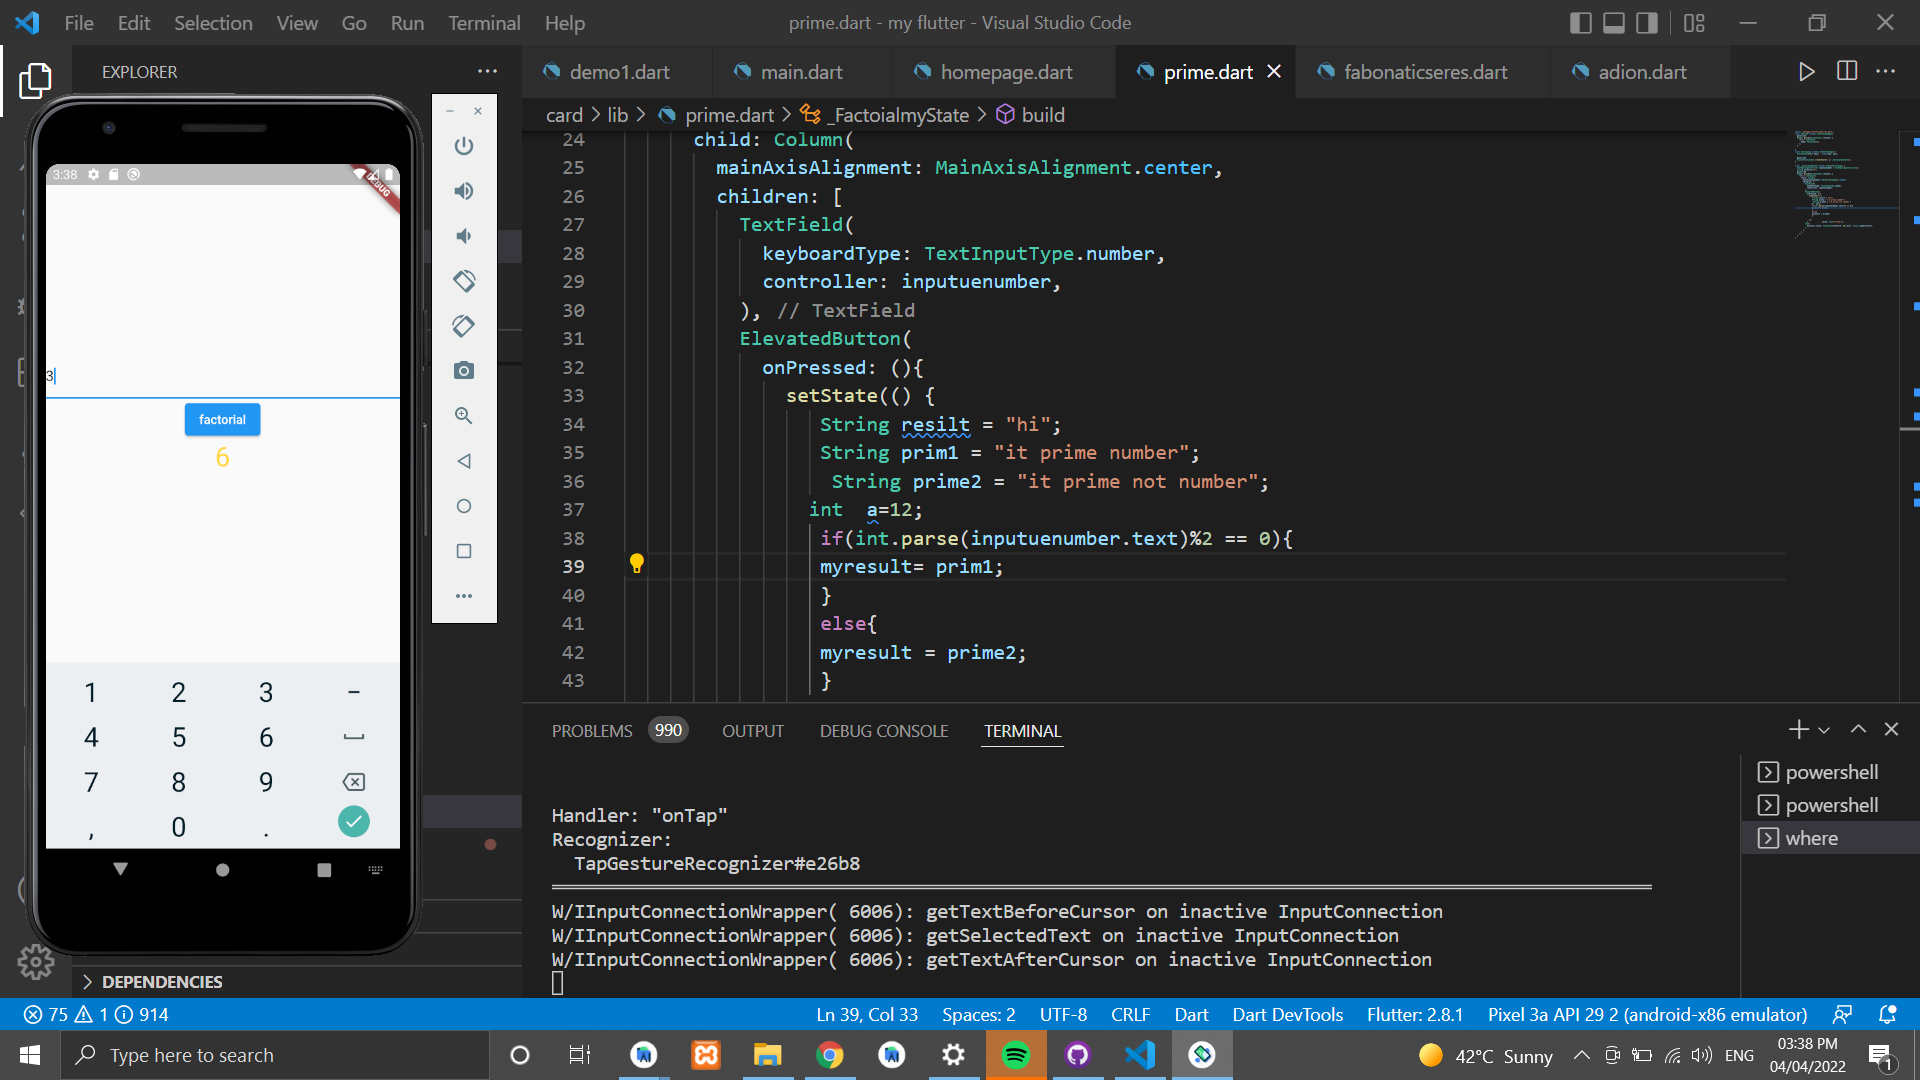 File Edit Selection View Go Run Terminal Help
prime.dart - my flutter - Visual Studio Code
EXPLORER
demo1.dart
main.dart
homepage.dart
prime.dart
fabonaticseres.dart
adion.dart
card > lib > prime.dart > _FactoialmyState > build
24 child: Column(
25 mainAxisAlignment: MainAxisAlignment.center,
26 children: [
27 TextField(
28 keyboardType: TextInputType.number,
29 controller: inputuenumber,
30 ), // TextField
31 ElevatedButton(
32 onPressed: (){
33 setState(() {
34 String resilt = "hi";
35 String prim1 = "it prime number";
36 String prime2 = "it prime not number";
37 int  a=12;
38 if(int.parse(inputuenumber.text)%2 == 0){
39 myresult= prim1;
40 }
41 else{
42 myresult = prime2;
43 }
3:38
DEBUG
3
factorial
6
1 2 3 -
4 5 6
7 8 9
, 0 .
PROBLEMS 990 OUTPUT DEBUG CONSOLE TERMINAL
Handler: "onTap"
Recognizer:
TapGestureRecognizer#e26b8
W/IInputConnectionWrapper( 6006): getTextBeforeCursor on inactive InputConnection
W/IInputConnectionWrapper( 6006): getSelectedText on inactive InputConnection
W/IInputConnectionWrapper( 6006): getTextAfterCursor on inactive InputConnection
powershell
powershell
where
DEPENDENCIES
75 1 914
Ln 39, Col 33 Spaces: 2 UTF-8 CRLF Dart Dart DevTools Flutter: 2.8.1 Pixel 3a API 29 2 (android-x86 emulator)
Type here to search
42°C Sunny
ENG
03:38 PM
04/04/2022
1